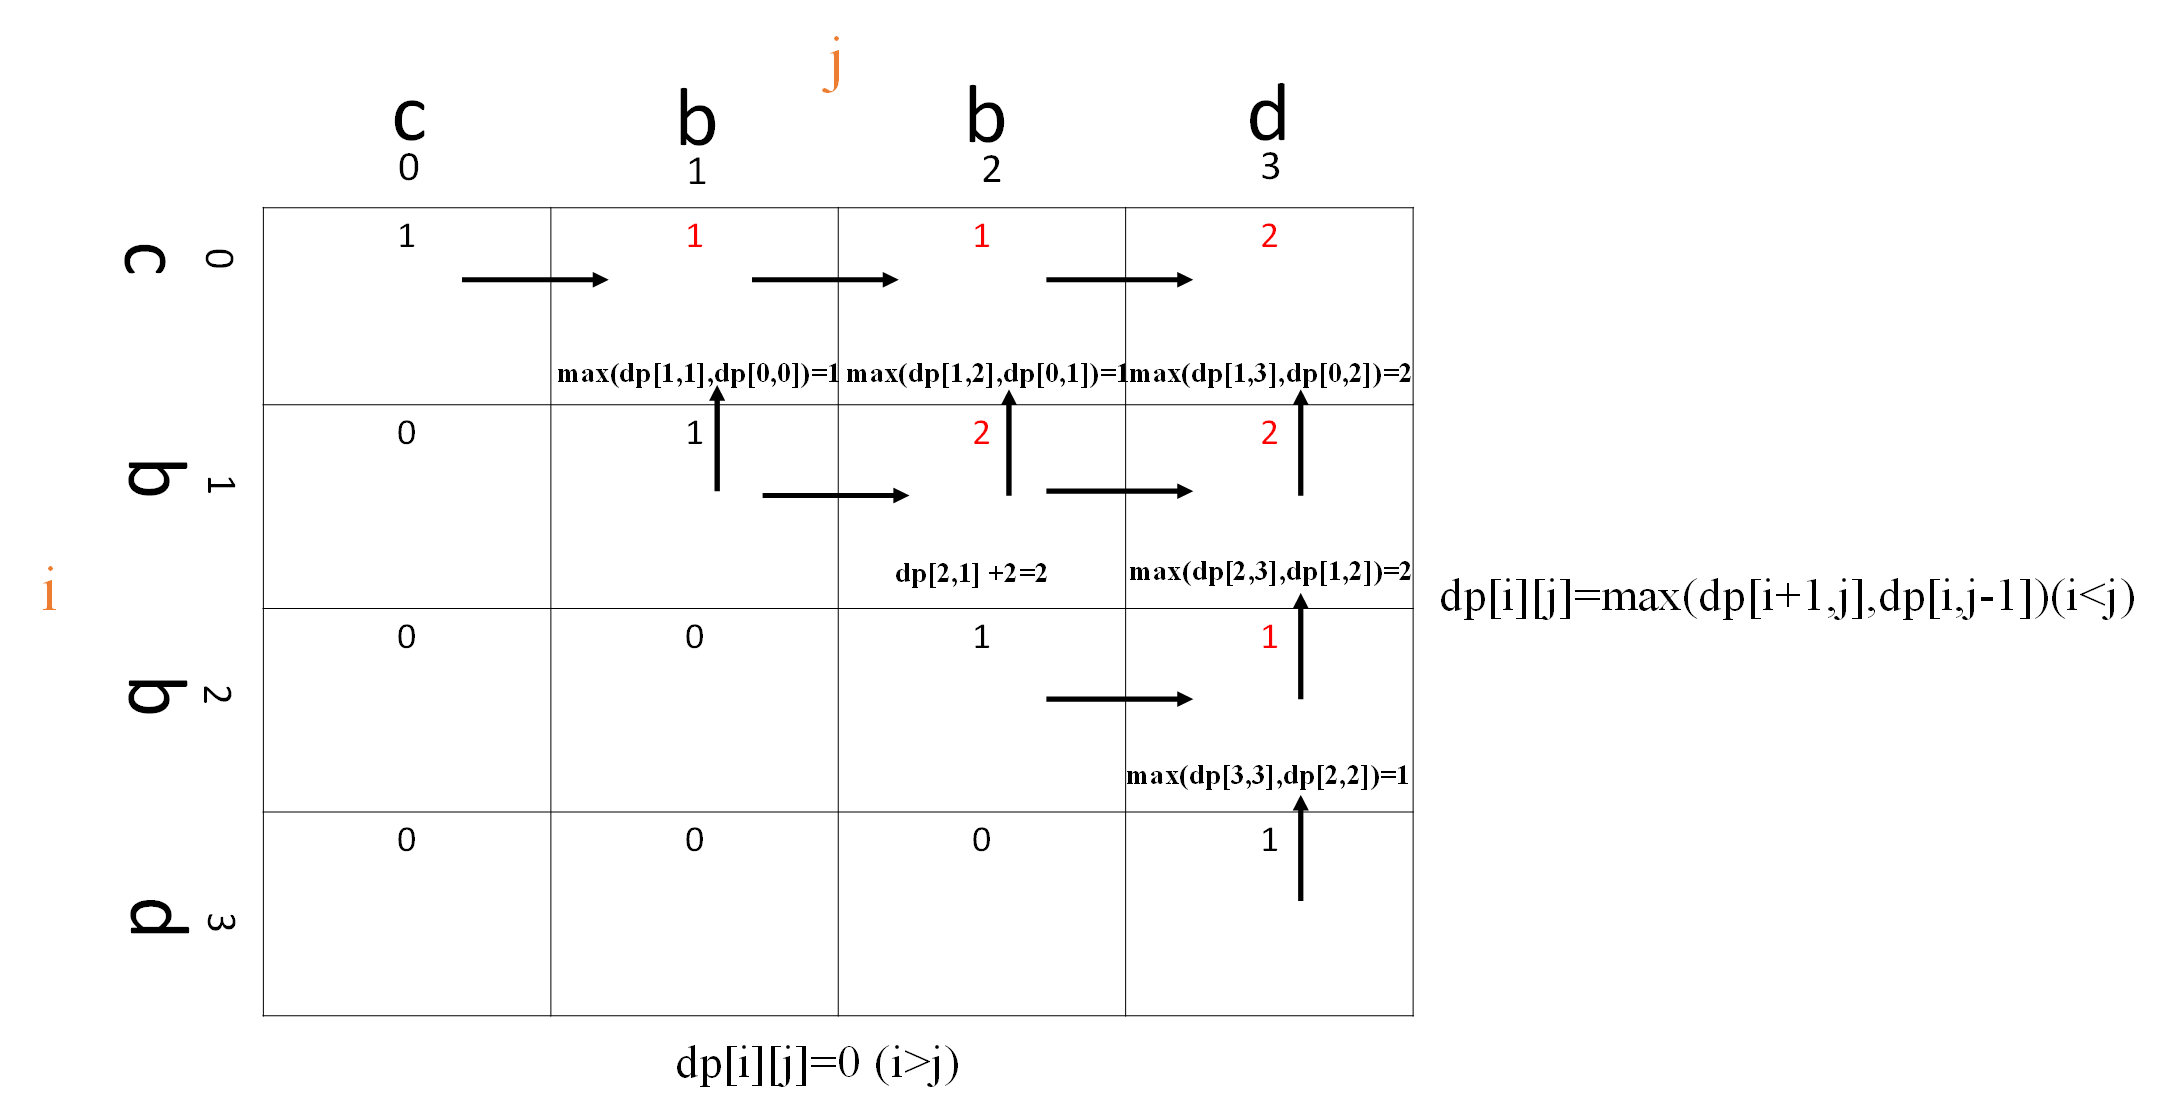 j
c b b d
0 1 2 3
c 0 1 1 1 2
max(dp[1,1],dp[0,0])=1 max(dp[1,2],dp[0,1])=1 max(dp[1,3],dp[0,2])=2
b 1 0 1 2 2
dp[2,1] +2=2 max(dp[2,3],dp[1,2])=2
i
dp[i][j]=max(dp[i+1,j],dp[i,j-1])(i<j)
b 2 0 0 1 1
max(dp[3,3],dp[2,2])=1
d 3 0 0 0 1
dp[i][j]=0 (i>j)